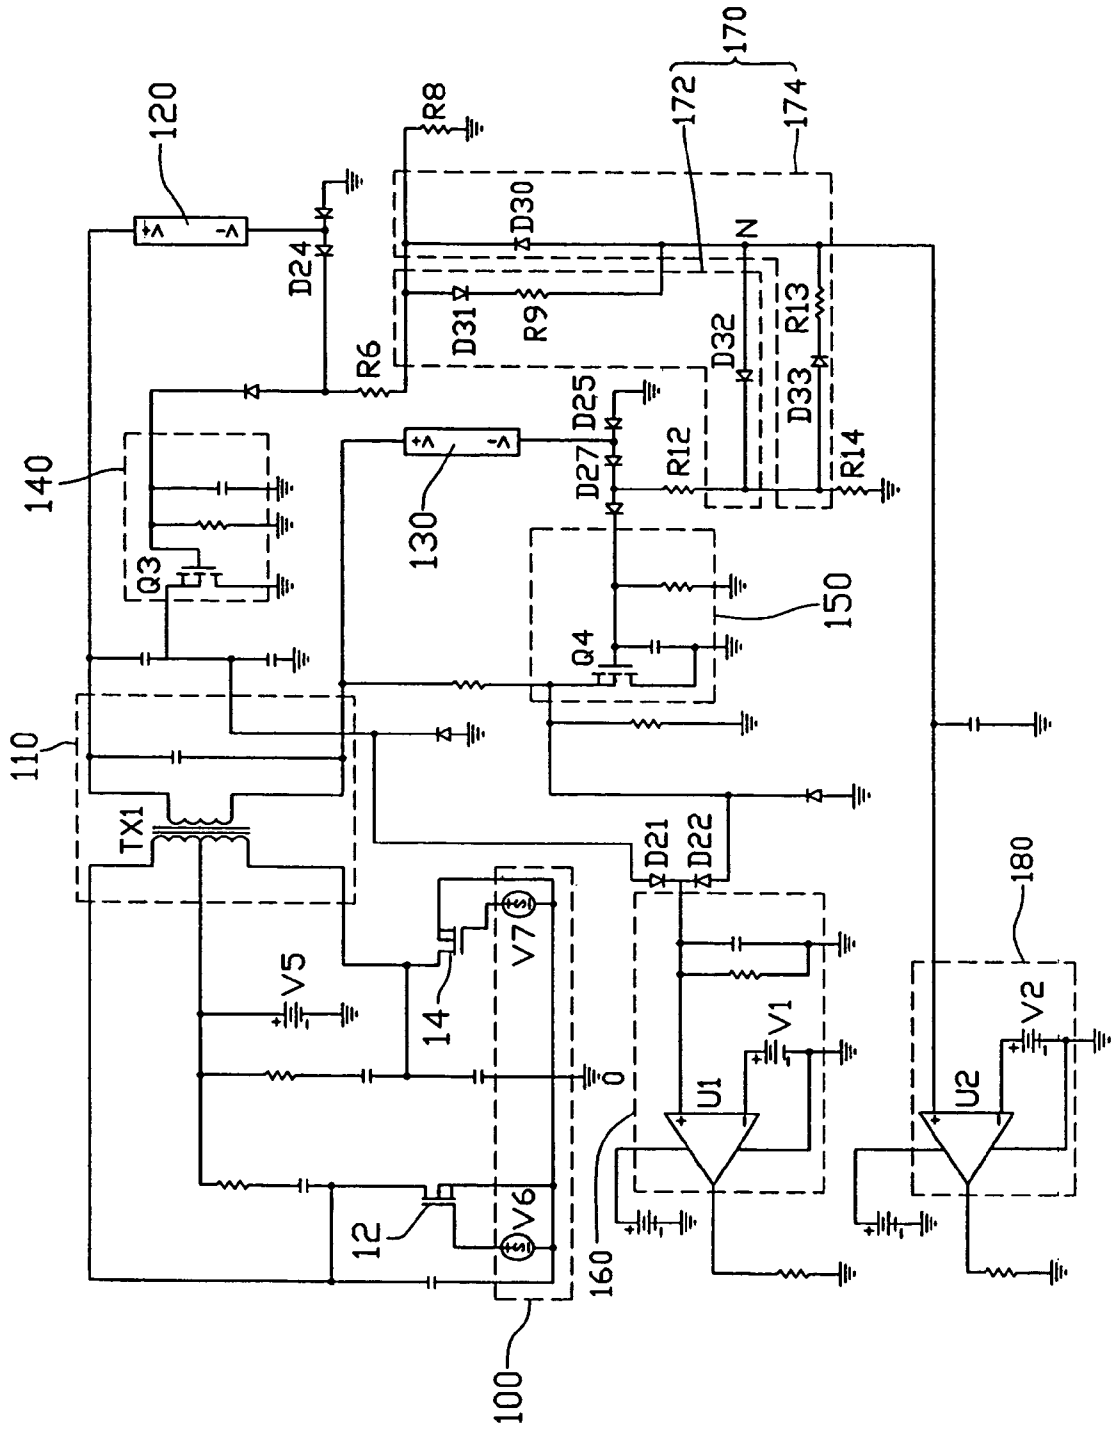 170
172
174
120
V+
V-
R8
D24
D30
N
D31
R9
R6
D32
R13
D33
D25
D27
R12
R14
140
Q3
130
V+
V-
150
Q4
110
TX1
D21
D22
180
V5
14
V7
V1
U1
+
-
V2
U2
+
-
0
160
12
V6
100